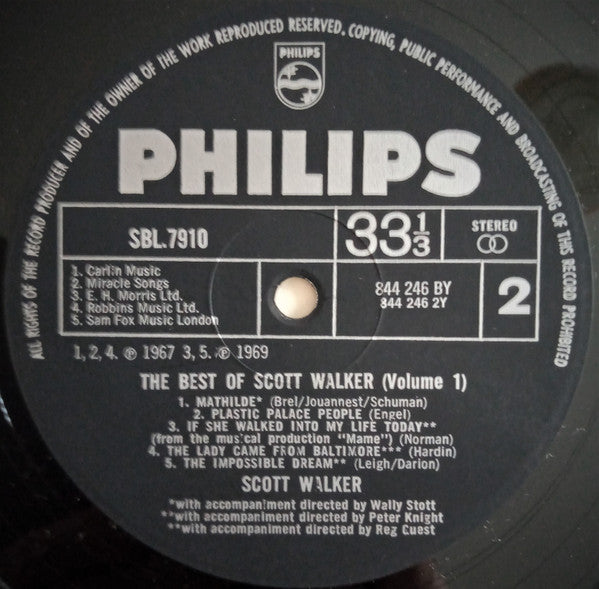 ALL RIGHTS OF THE RECORD PRODUCER AND OF THE OWNER OF THE WORK REPRODUCED RESERVED. COPYING, PUBLIC PERFORMANCE AND BROADCASTING OF THIS RECORD PROHIBITED
PHILIPS
PHILIPS
SBL.7910
33 1/3
STEREO
1. Carlin Music
2. Miracle Songs
3. E. H. Morris Ltd.
4. Robbins Music Ltd.
5. Sam Fox Music London
844 246 BY
844 246 2Y
2
1, 2, 4. ℗ 1967 3, 5. ℗ 1969
THE BEST OF SCOTT WALKER (Volume 1)
1. MATHILDE* (Brel/Jouannest/Schuman)
2. PLASTIC PALACE PEOPLE (Engel)
3. IF SHE WALKED INTO MY LIFE TODAY**
(from the musical production "Mame") (Norman)
4. THE LADY CAME FROM BALTIMORE*** (Hardin)
5. THE IMPOSSIBLE DREAM** (Leigh/Darion)
SCOTT WALKER
*with accompaniment directed by Wally Stott
**with accompaniment directed by Peter Knight
***with accompaniment directed by Reg Guest